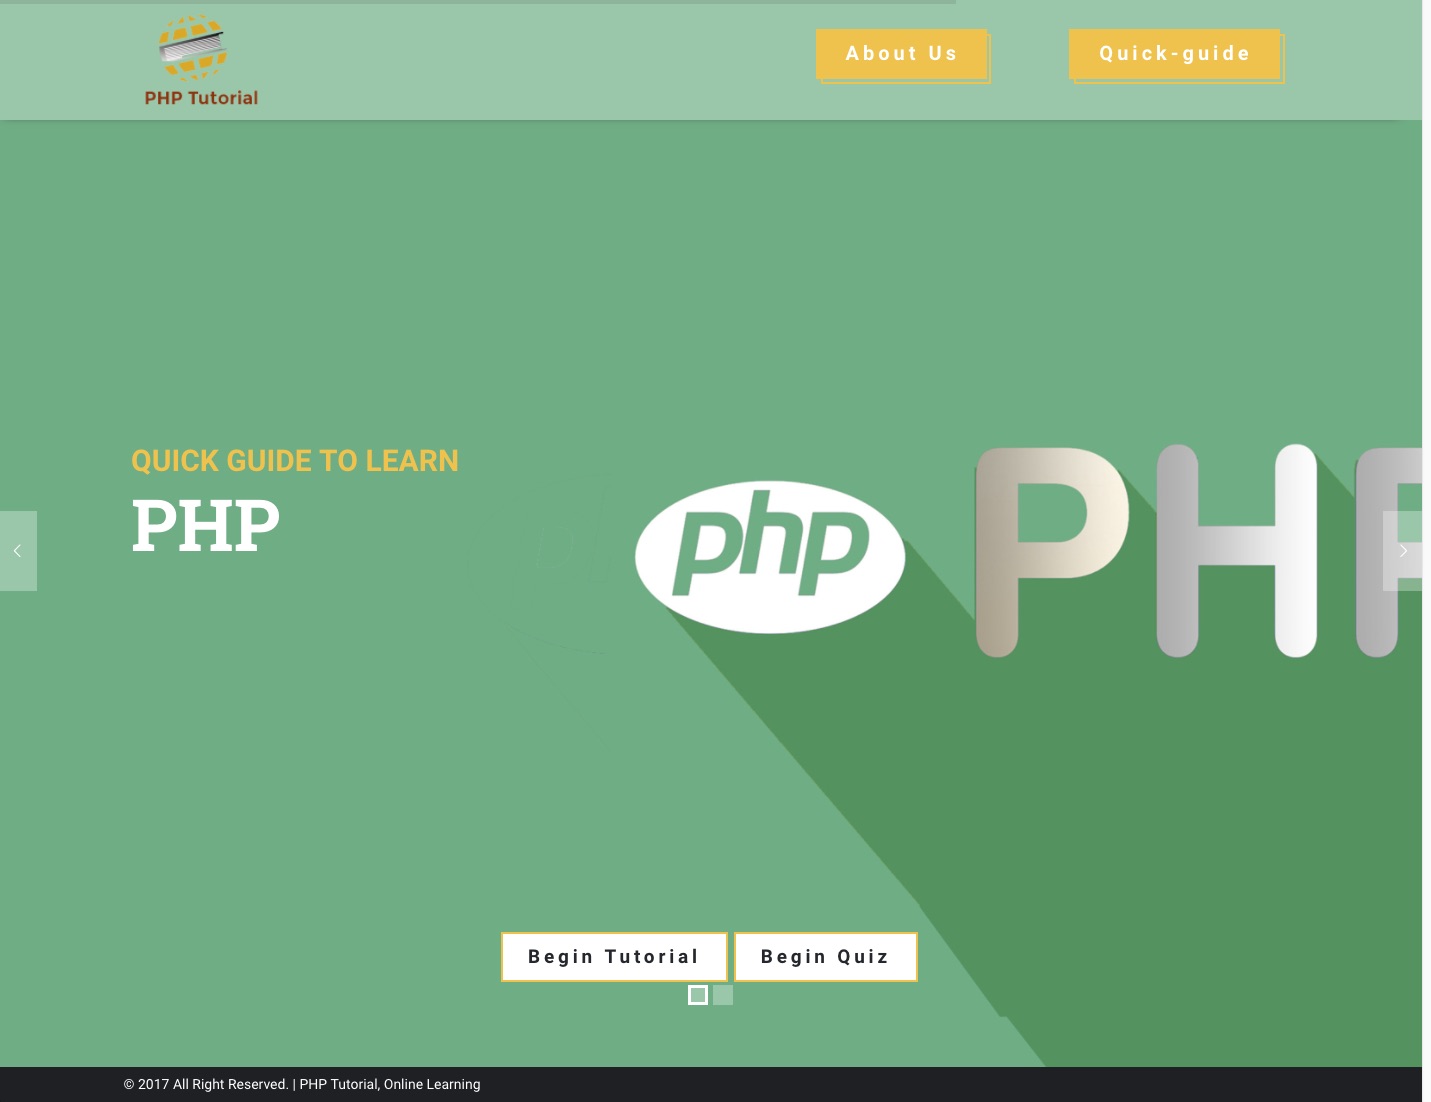 PHP Tutorial
About Us
Quick-guide
QUICK GUIDE TO LEARN
PHP
php
PHP
Begin Tutorial
Begin Quiz
© 2017 All Right Reserved. | PHP Tutorial, Online Learning